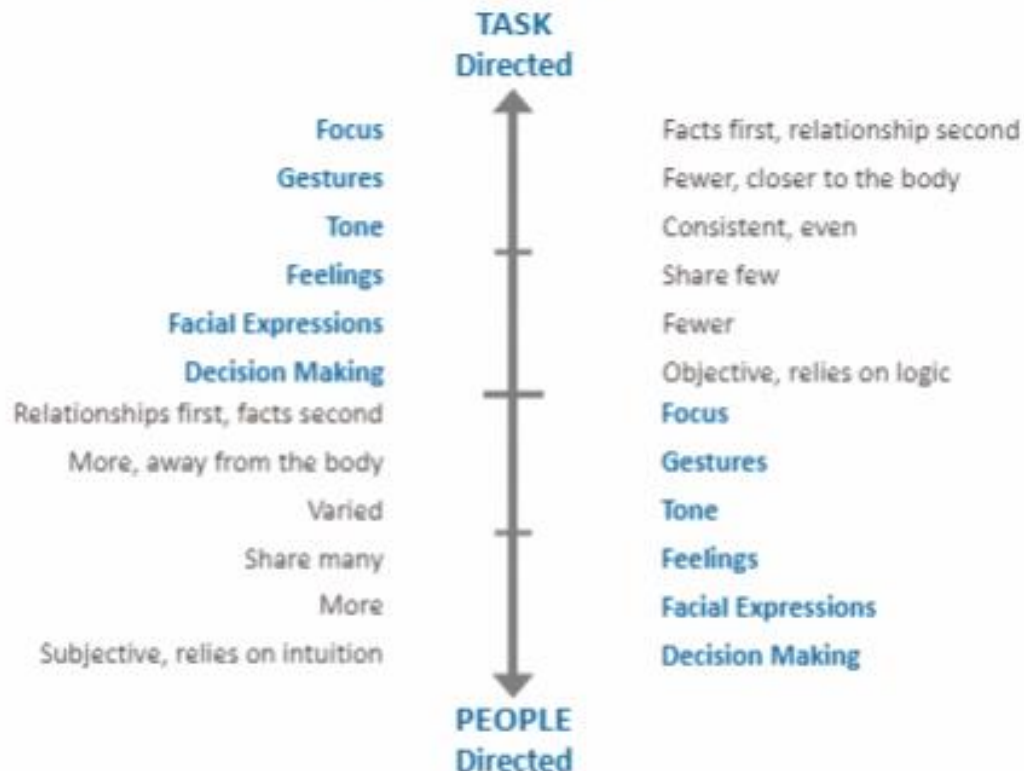 TASK
Directed
Focus Facts first, relationship second
Gestures Fewer, closer to the body
Tone Consistent, even
Feelings Share few
Facial Expressions Fewer
Decision Making Objective, relies on logic
Relationships first, facts second Focus
More, away from the body Gestures
Varied Tone
Share many Feelings
More Facial Expressions
Subjective, relies on intuition Decision Making
PEOPLE
Directed